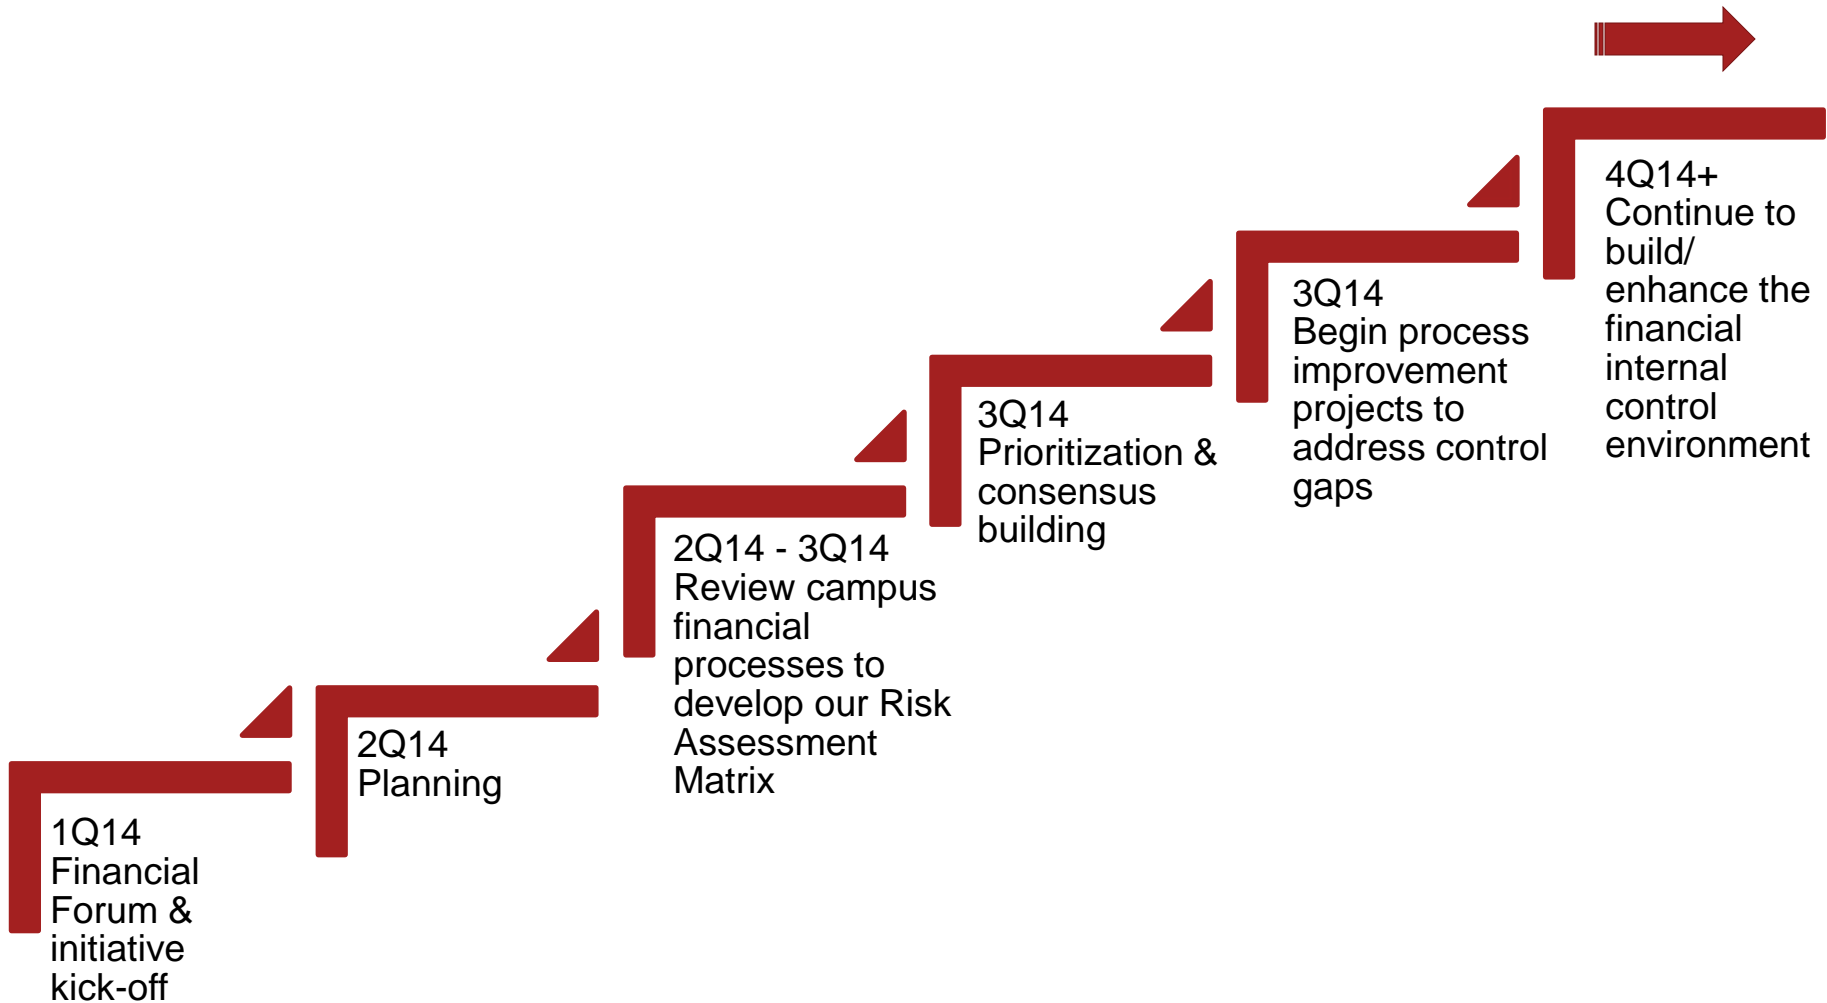 1Q14
Financial
Forum &
initiative
kick-off
2Q14
Planning
2Q14 - 3Q14
Review campus
financial
processes to
develop our Risk
Assessment
Matrix
3Q14
Prioritization &
consensus
building
3Q14
Begin process
improvement
projects to
address control
gaps
4Q14+
Continue to
build/
enhance the
financial
internal
control
environment